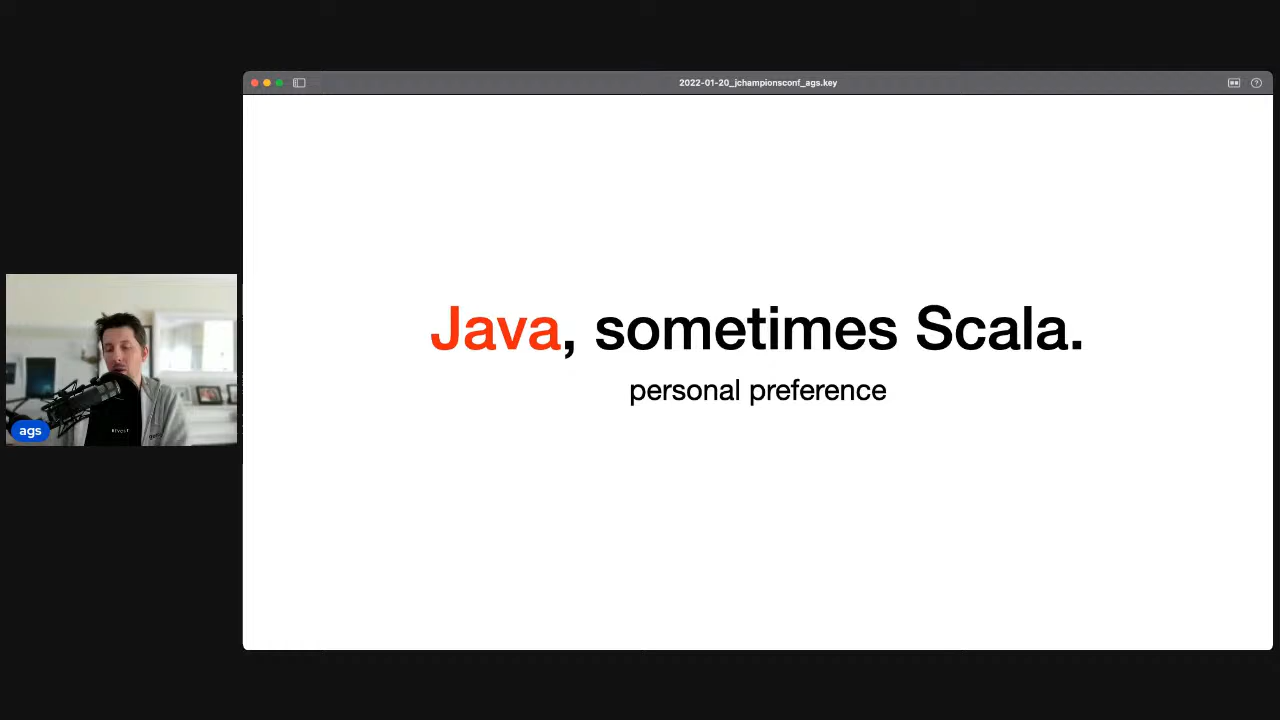 2022-01-20_jchampionsconf_ags.key
Java, sometimes Scala.
personal preference
ags